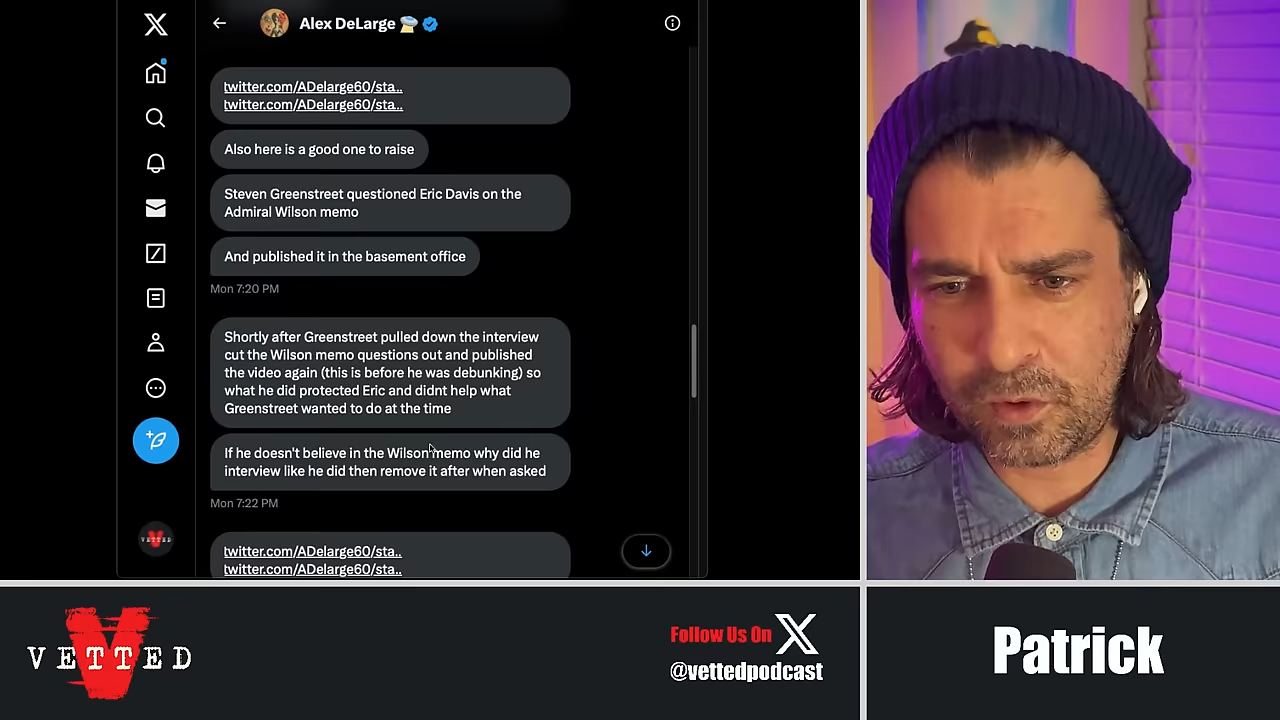 Alex DeLarge
twitter.com/ADelarge60/sta..
twitter.com/ADelarge60/sta..
Also here is a good one to raise
Steven Greenstreet questioned Eric Davis on the
Admiral Wilson memo
And published it in the basement office
Mon 7:20 PM
Shortly after Greenstreet pulled down the interview
cut the Wilson memo questions out and published
the video again (this is before he was debunking) so
what he did protected Eric and didnt help what
Greenstreet wanted to do at the time
If he doesn't believe in the Wilson memo why did he
interview like he did then remove it after when asked
Mon 7:22 PM
twitter.com/ADelarge60/sta..
twitter.com/ADelarge60/sta..
VETTED
VETTED
Follow Us On X
@vettedpodcast
Patrick